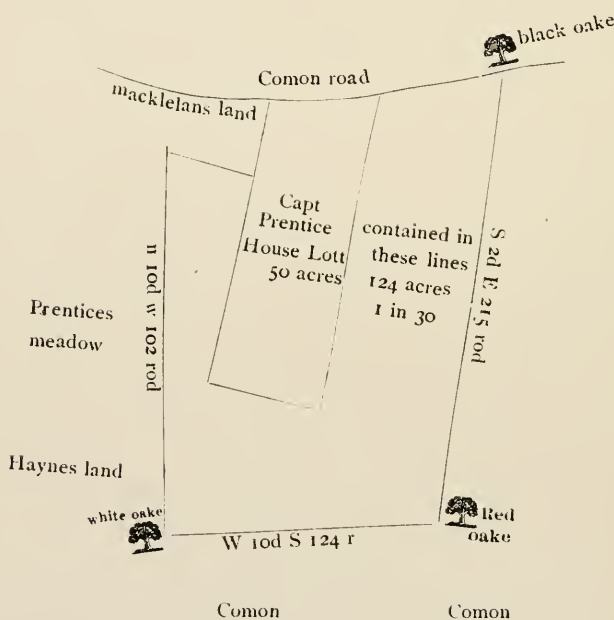 black oake
Comon road
macklelans land
Capt
Prentice
House Lott
50 acres
contained in
these lines
124 acres
1 in 30
S 2d E 215 rod
n 10d w 102 rod
Prentices
meadow
Haynes land
white oake
Red
oake
W 10d S 124 r
Comon
Comon